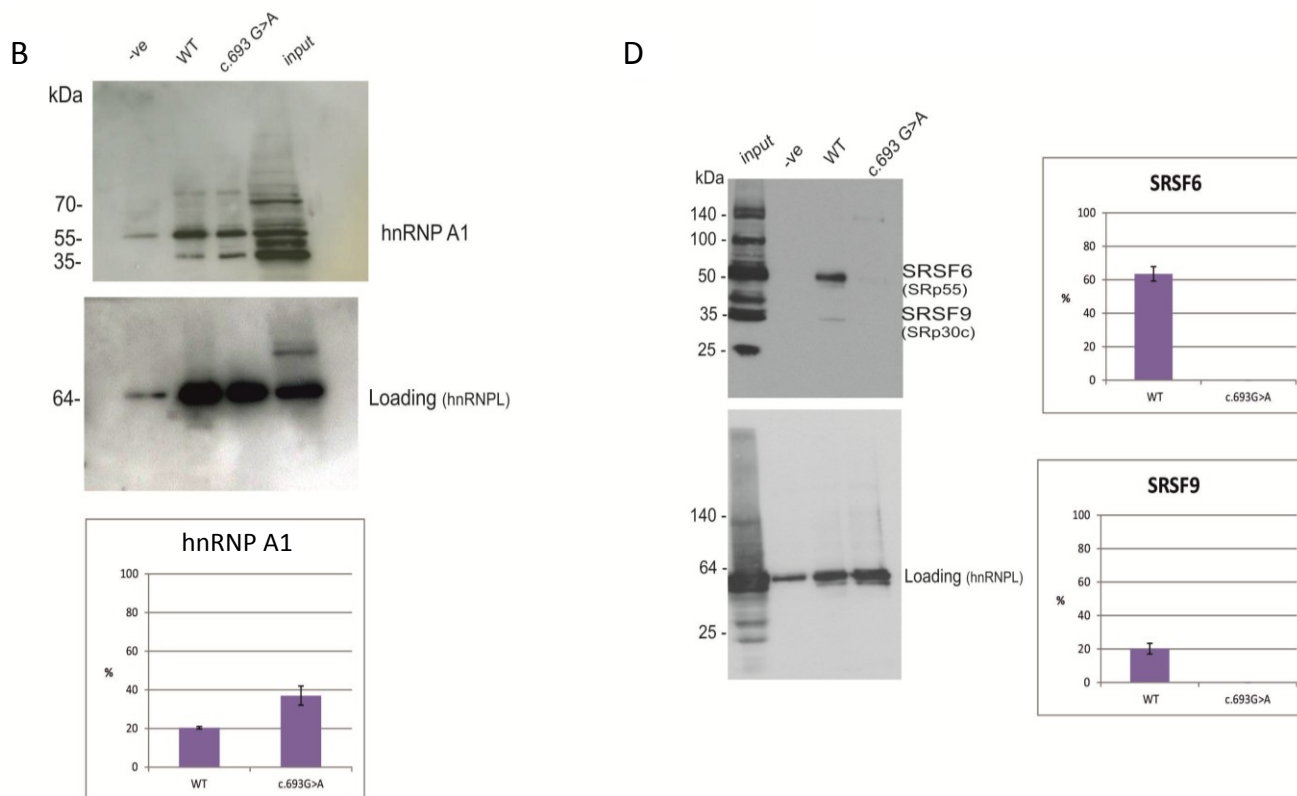 B
-ve WT c.693 G>A input
kDa
70-
55-
35-
hnRNP A1
64-
Loading (hnRNPL)
hnRNP A1
100
80
60
40
20
0
%
WT c.693G>A
D
input -ve WT c.693 G>A
kDa
140 -
100 -
50 -
35 -
25 -
SRSF6
(SRp55)
SRSF9
(SRp30c)
140 -
64 -
25 -
Loading (hnRNPL)
SRSF6
100
80
60
40
20
0
%
WT c.693G>A
SRSF9
100
80
60
40
20
0
%
WT c.693G>A